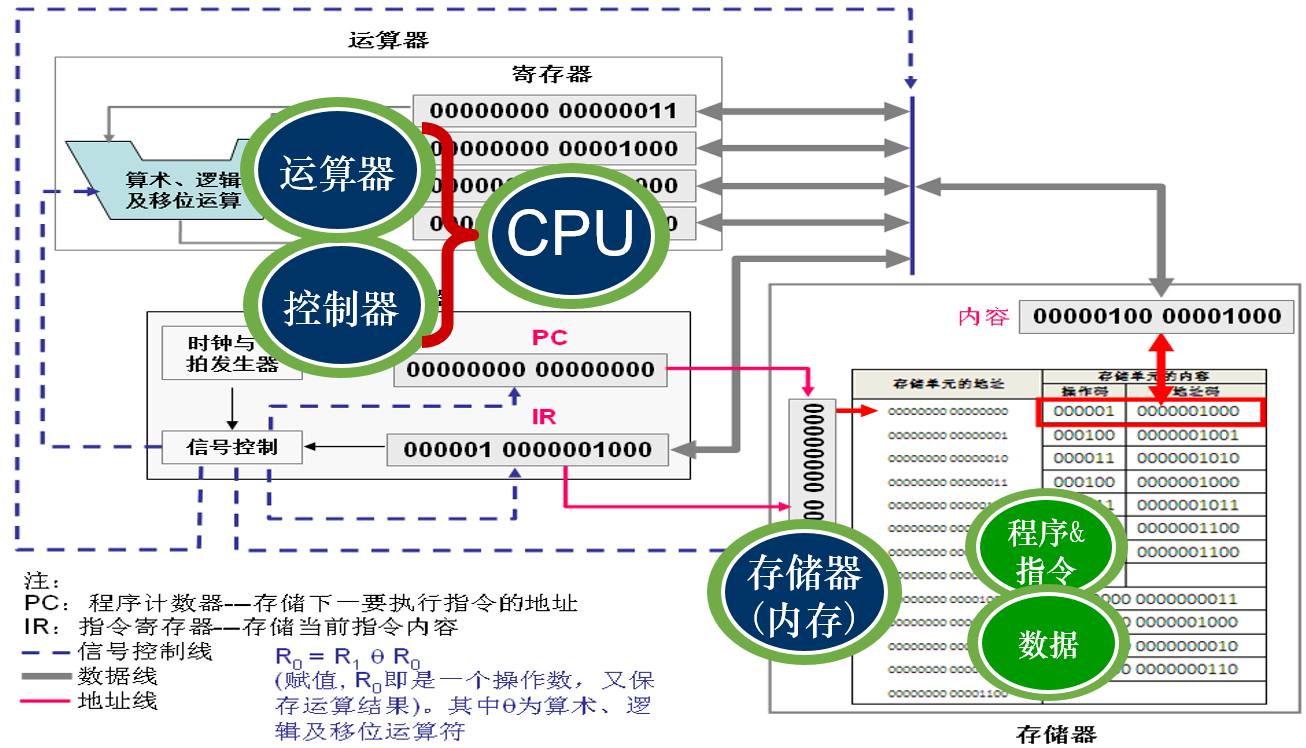 运算器
寄存器
00000000 00000011
00001000
算术、逻辑
及移位运算
运算器
CPU
控制器
时钟与
拍发生器
PC
00000000 00000000
IR
000001 0000001000
信号控制
内容
00000100 00001000
存储单元的地址
存储单元的内容
操作码
地址码
00000000 00000000
000001
0000001000
00000000 00000001
000100
0000001001
00000000 00000010
000011
0000001010
00000000 00000011
000100
0000001000
0000001011
0000001100
0000001100
程序&
指令
存储器
(内存)
0000000011
0000001000
0000000010
0000000110
数据
00000000 00001100
存储器
注：
PC：程序计数器---存储下一要执行指令的地址
IR：指令寄存器---存储当前指令内容
信号控制线
数据线
地址线
R0 = R1 θ R0
(赋值, R0即是一个操作数，又保
存运算结果)。其中θ为算术、逻
辑及移位运算符